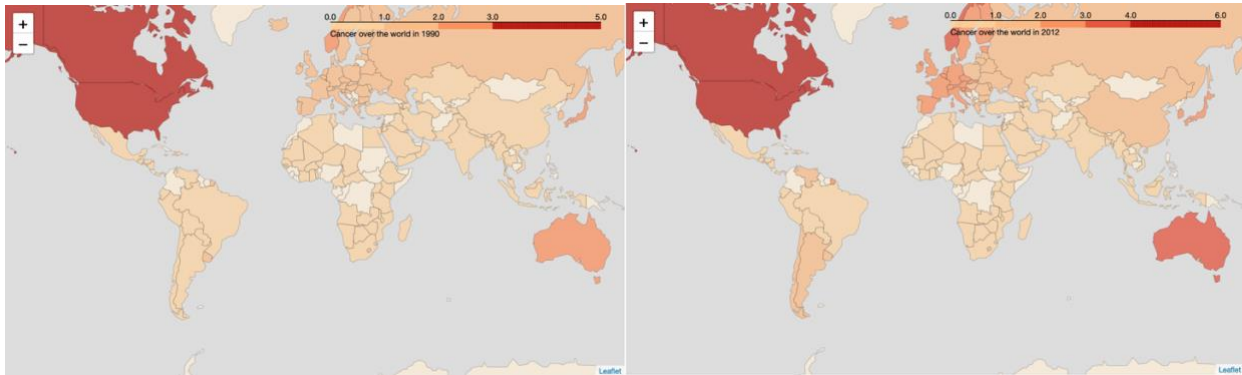 +
−
0.0 1.0 2.0 3.0 5.0
Cancer over the world in 1990
Leaflet
+
−
0.0 1.0 2.0 3.0 4.0 6.0
Cancer over the world in 2012
Leaflet